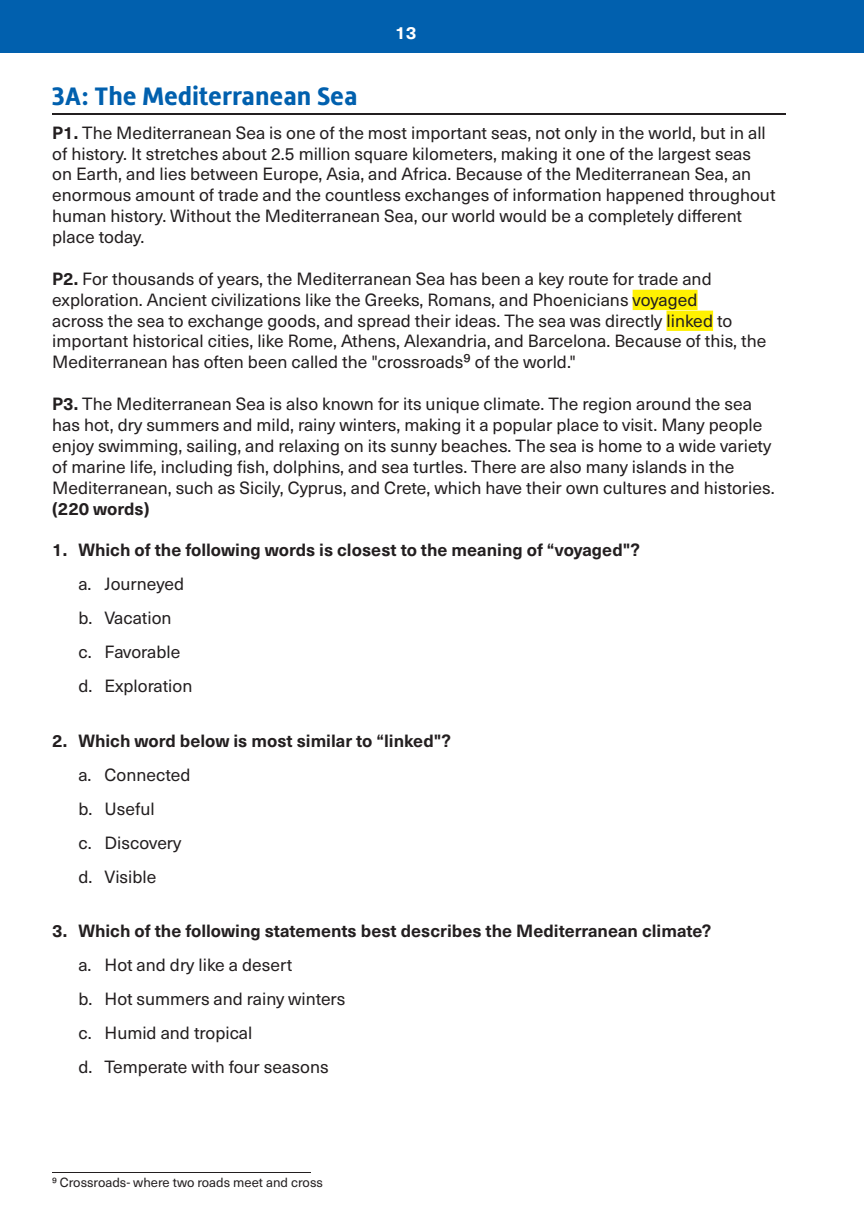 13
3A: The Mediterranean Sea
P1. The Mediterranean Sea is one of the most important seas, not only in the world, but in all
of history. It stretches about 2.5 million square kilometers, making it one of the largest seas
on Earth, and lies between Europe, Asia, and Africa. Because of the Mediterranean Sea, an
enormous amount of trade and the countless exchanges of information happened throughout
human history. Without the Mediterranean Sea, our world would be a completely different
place today.
P2. For thousands of years, the Mediterranean Sea has been a key route for trade and
exploration. Ancient civilizations like the Greeks, Romans, and Phoenicians voyaged
across the sea to exchange goods, and spread their ideas. The sea was directly linked to
important historical cities, like Rome, Athens, Alexandria, and Barcelona. Because of this, the
Mediterranean has often been called the "crossroads⁹ of the world."
P3. The Mediterranean Sea is also known for its unique climate. The region around the sea
has hot, dry summers and mild, rainy winters, making it a popular place to visit. Many people
enjoy swimming, sailing, and relaxing on its sunny beaches. The sea is home to a wide variety
of marine life, including fish, dolphins, and sea turtles. There are also many islands in the
Mediterranean, such as Sicily, Cyprus, and Crete, which have their own cultures and histories.
(220 words)
1. Which of the following words is closest to the meaning of “voyaged"?
a. Journeyed
b. Vacation
c. Favorable
d. Exploration
2. Which word below is most similar to “linked"?
a. Connected
b. Useful
c. Discovery
d. Visible
3. Which of the following statements best describes the Mediterranean climate?
a. Hot and dry like a desert
b. Hot summers and rainy winters
c. Humid and tropical
d. Temperate with four seasons
⁹ Crossroads- where two roads meet and cross